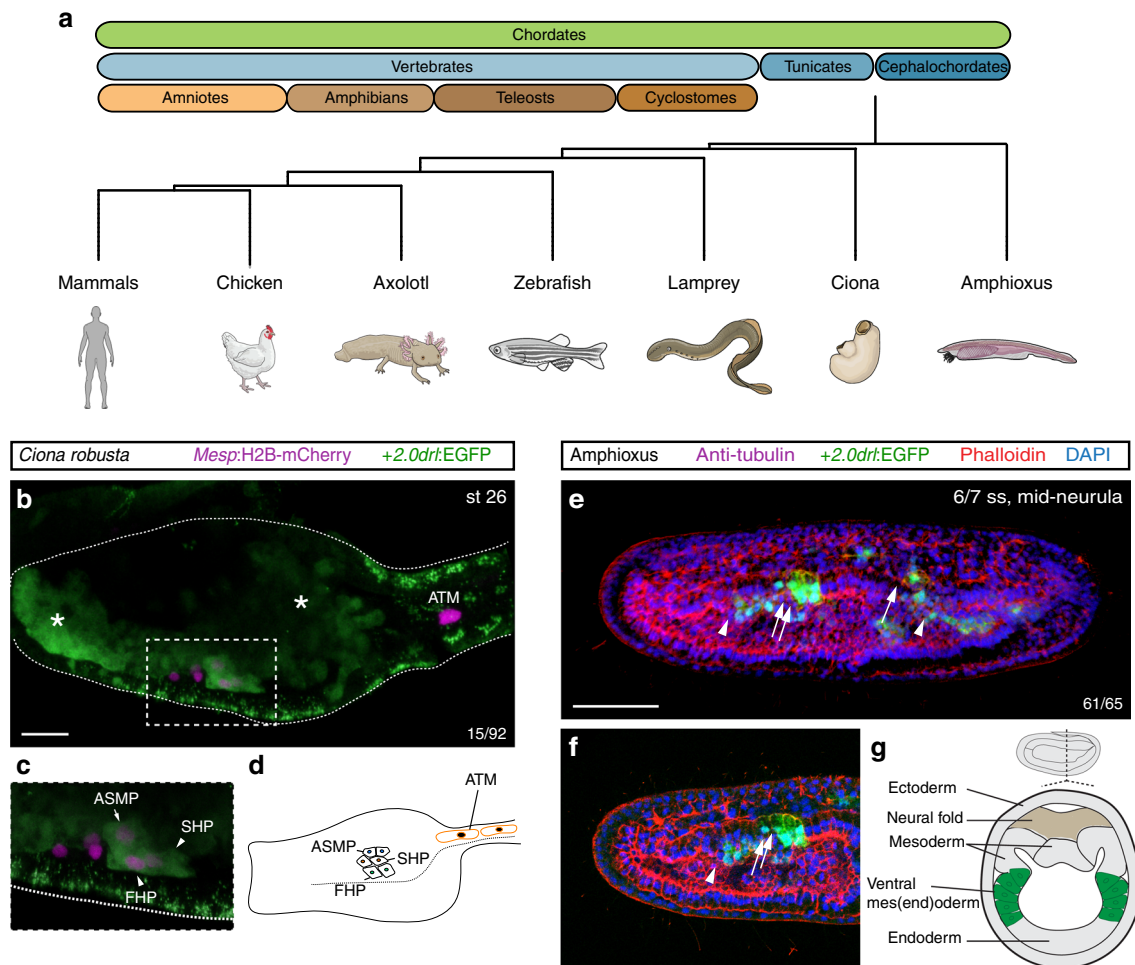 a
Chordates
Vertebrates Tunicates Cephalochordates
Amniotes Amphibians Teleosts Cyclostomes
Mammals Chicken Axolotl Zebrafish Lamprey Ciona Amphioxus
Ciona robusta Mesp:H2B-mCherry +2.0drl:EGFP
b
st 26
*
*
ATM
15/92
c
ASMP
SHP
FHP
d
ATM
ASMP
SHP
FHP
Amphioxus Anti-tubulin +2.0drl:EGFP Phalloidin DAPI
e
6/7 ss, mid-neurula
61/65
f
g
Ectoderm
Neural fold
Mesoderm
Ventral
mes(end)oderm
Endoderm